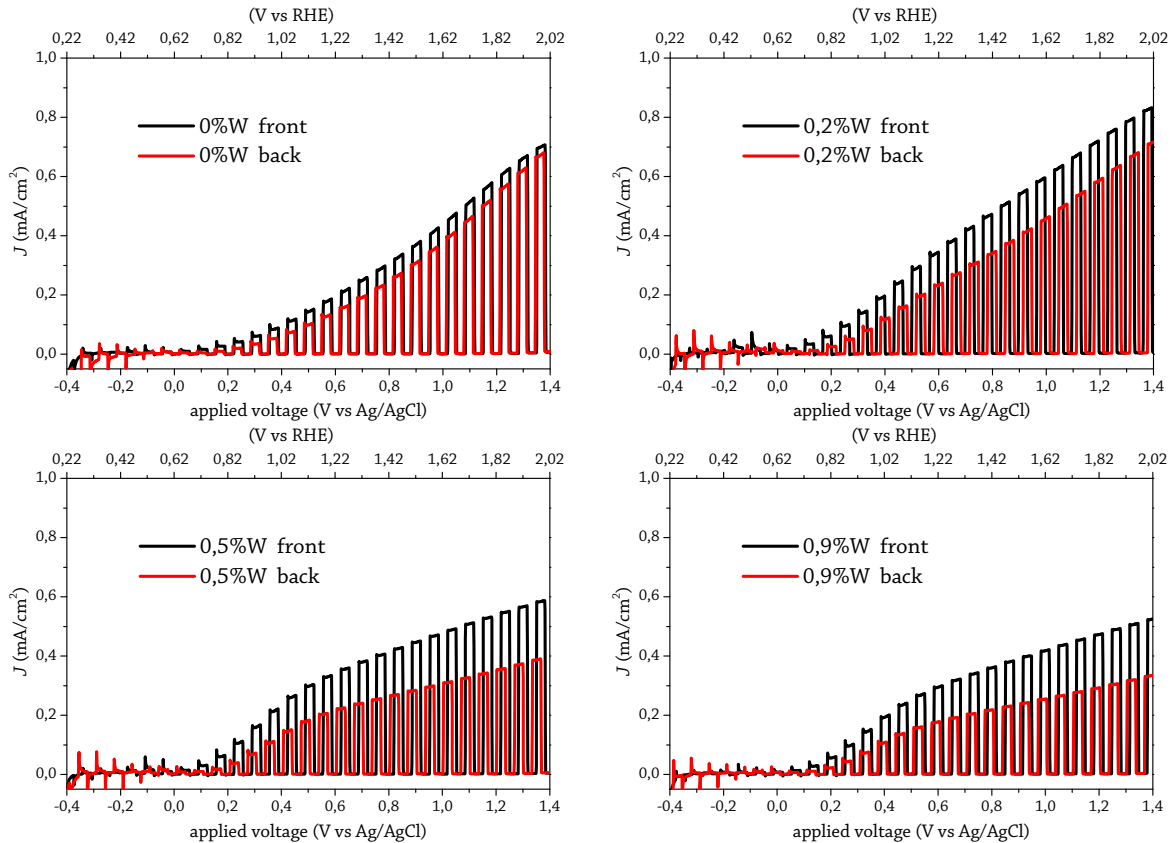 (V vs RHE)
0,22 0,42 0,62 0,82 1,02 1,22 1,42 1,62 1,82 2,02
1,0
0,8
0,6
0,4
0,2
0,0
J (mA/cm²)
0%W front
0%W back
-0,4 -0,2 0,0 0,2 0,4 0,6 0,8 1,0 1,2 1,4
applied voltage (V vs Ag/AgCl)
(V vs RHE)
0,22 0,42 0,62 0,82 1,02 1,22 1,42 1,62 1,82 2,02
1,0
0,8
0,6
0,4
0,2
0,0
J (mA/cm²)
0,2%W front
0,2%W back
-0,4 -0,2 0,0 0,2 0,4 0,6 0,8 1,0 1,2 1,4
applied voltage (V vs Ag/AgCl)
(V vs RHE)
0,22 0,42 0,62 0,82 1,02 1,22 1,42 1,62 1,82 2,02
1,0
0,8
0,6
0,4
0,2
0,0
J (mA/cm²)
0,5%W front
0,5%W back
-0,4 -0,2 0,0 0,2 0,4 0,6 0,8 1,0 1,2 1,4
applied voltage (V vs Ag/AgCl)
(V vs RHE)
0,22 0,42 0,62 0,82 1,02 1,22 1,42 1,62 1,82 2,02
1,0
0,8
0,6
0,4
0,2
0,0
J (mA/cm²)
0,9%W front
0,9%W back
-0,4 -0,2 0,0 0,2 0,4 0,6 0,8 1,0 1,2 1,4
applied voltage (V vs Ag/AgCl)